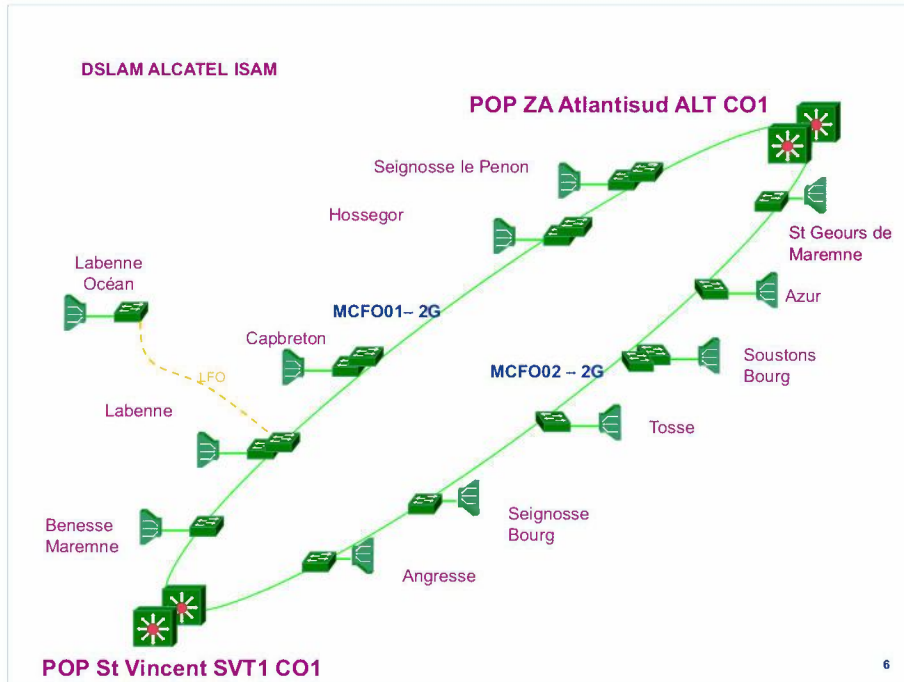 DSLAM ALCATEL ISAM
POP ZA Atlantisud ALT CO1
Seignosse le Penon
Hossegor
St Geours de
Maremne
Labenne
Océan
Azur
MCFO01– 2G
Capbreton
MCFO02 – 2G
Soustons
Bourg
LFO
Labenne
Tosse
Benesse
Maremne
Seignosse
Bourg
Angresse
POP St Vincent SVT1 CO1
6